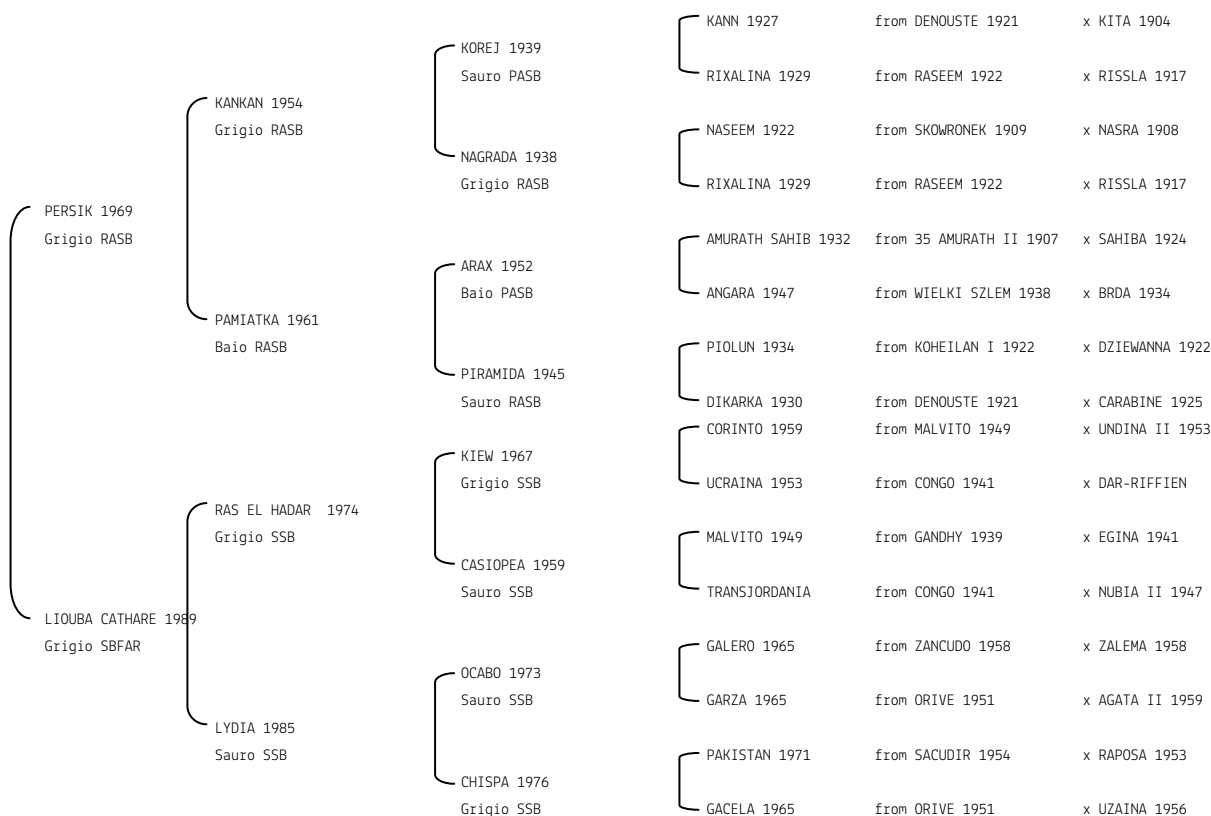 KANN 1927 from DENOUSTE 1921 x KITA 1904
KOREJ 1939
Sauro PASB RIXALINA 1929 from RASEEM 1922 x RISSLA 1917
KANKAN 1954
Grigio RASB NASEEM 1922 from SKOWRONEK 1909 x NASRA 1908
NAGRADA 1938
Grigio RASB RIXALINA 1929 from RASEEM 1922 x RISSLA 1917
PERSIK 1969
Grigio RASB AMURATH SAHIB 1932 from 35 AMURATH II 1907 x SAHIBA 1924
ARAX 1952
Baio PASB ANGARA 1947 from WIELKI SZLEM 1938 x BRDA 1934
PAMIATKA 1961
Baio RASB PIOLUN 1934 from KOHEILAN I 1922 x DZIEWANNA 1922
PIRAMIDA 1945
Sauro RASB DIKARKA 1930 from DENOUSTE 1921 x CARABINE 1925
CORINTO 1959 from MALVITO 1949 x UNDINA II 1953
KIEW 1967
Grigio SSB UCRAINA 1953 from CONGO 1941 x DAR-RIFFIEN
RAS EL HADAR 1974
Grigio SSB MALVITO 1949 from GANDHY 1939 x EGINA 1941
CASIOPEA 1959
Sauro SSB TRANSJORDANIA from CONGO 1941 x NUBIA II 1947
LIOUBA CATHARE 1989
Grigio SBFAR GALERO 1965 from ZANCUDO 1958 x ZALEMA 1958
OCABO 1973
Sauro SSB GARZA 1965 from ORIVE 1951 x AGATA II 1959
LYDIA 1985
Sauro SSB PAKISTAN 1971 from SACUDIR 1954 x RAPOSA 1953
CHISPA 1976
Grigio SSB GACELA 1965 from ORIVE 1951 x UZAINA 1956